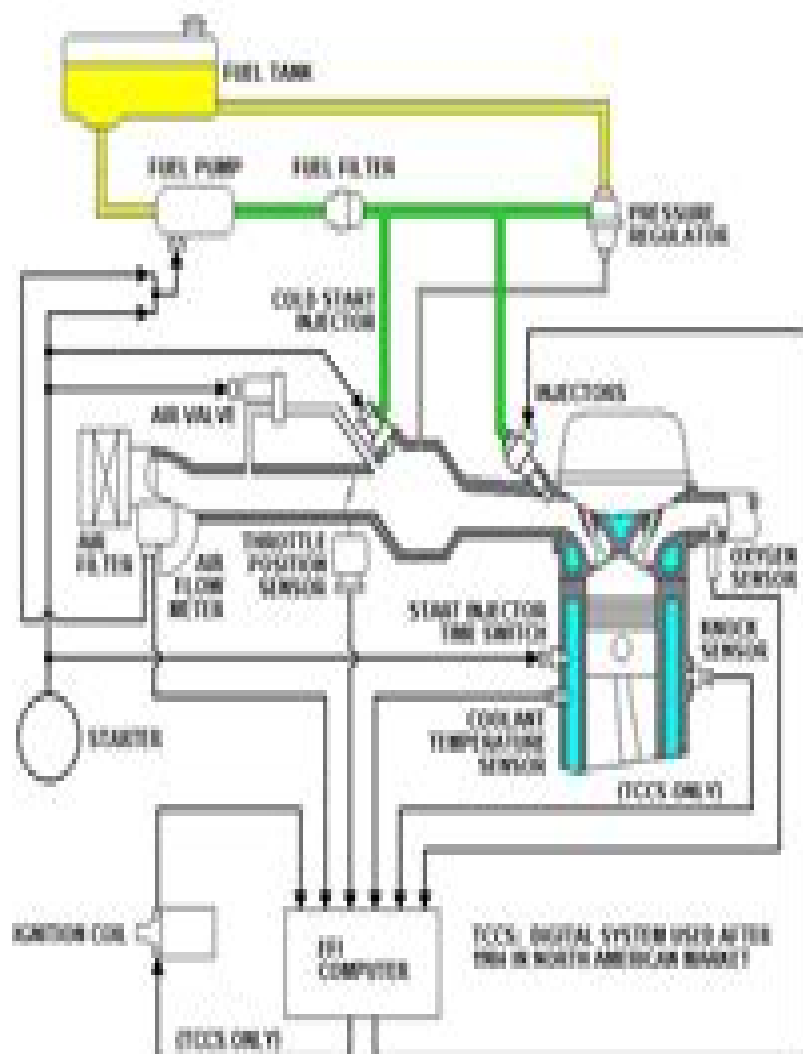 FUEL TANK
FUEL PUMP
FUEL FILTER
PRESSURE
REGULATOR
COLD START
INJECTOR
INJECTORS
AIR VALVE
AIR
FILTER
AIR
FLOW
METER
THROTTLE
POSITION
SENSOR
OXYGEN
SENSOR
START INJECTOR
TIME SWITCH
KNOCK
SENSOR
STARTER
COOLANT
TEMPERATURE
SENSOR
(TCCS ONLY)
IGNITION COIL
EFI
COMPUTER
TCCS: DIGITAL SYSTEM USED AFTER
IN NORTH AMERICAN MARKET
(TCCS ONLY)